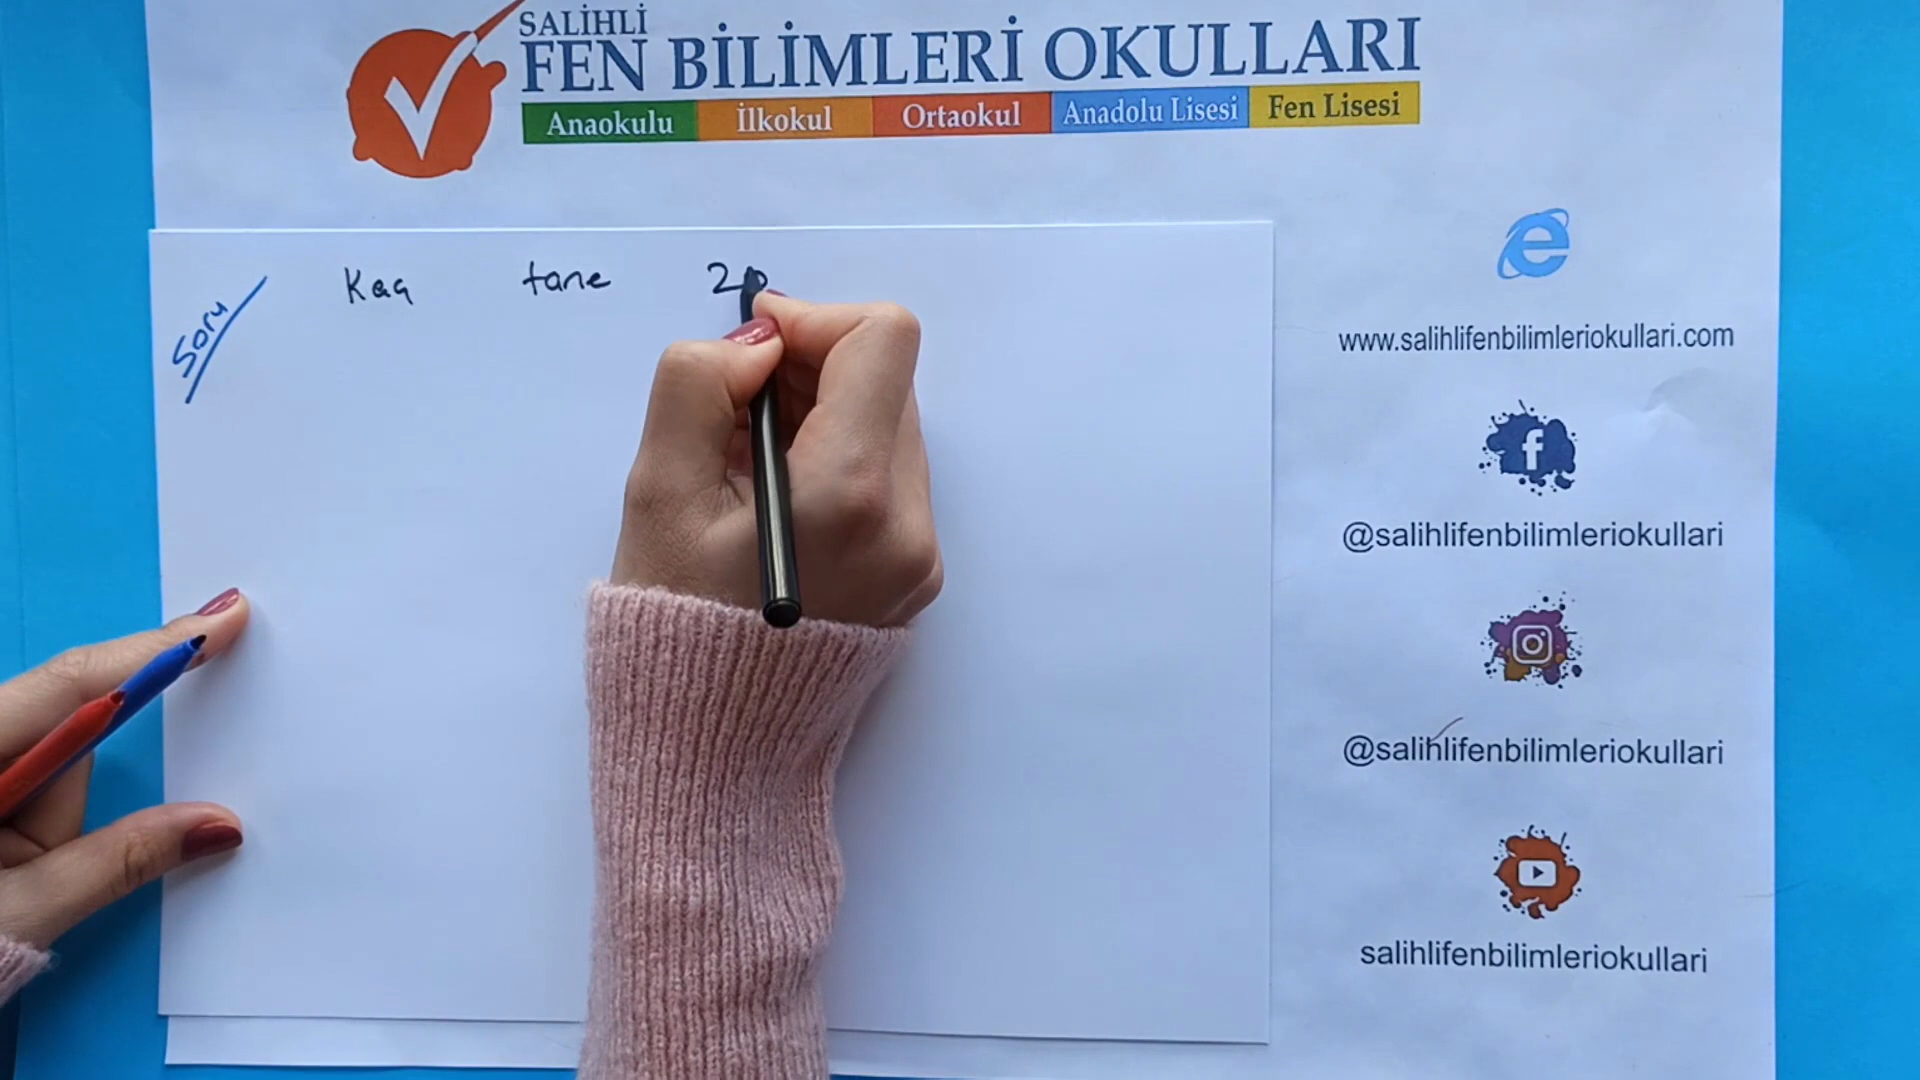 SALİHLİ
FEN BİLİMLERİ OKULLARI
Anaokulu İlkokul Ortaokul Anadolu Lisesi Fen Lisesi
Soru
Kaç tane 20
www.salihlifenbilimleriokullari.com
@salihlifenbilimleriokullari
@salihlifenbilimleriokullari
salihlifenbilimleriokullari